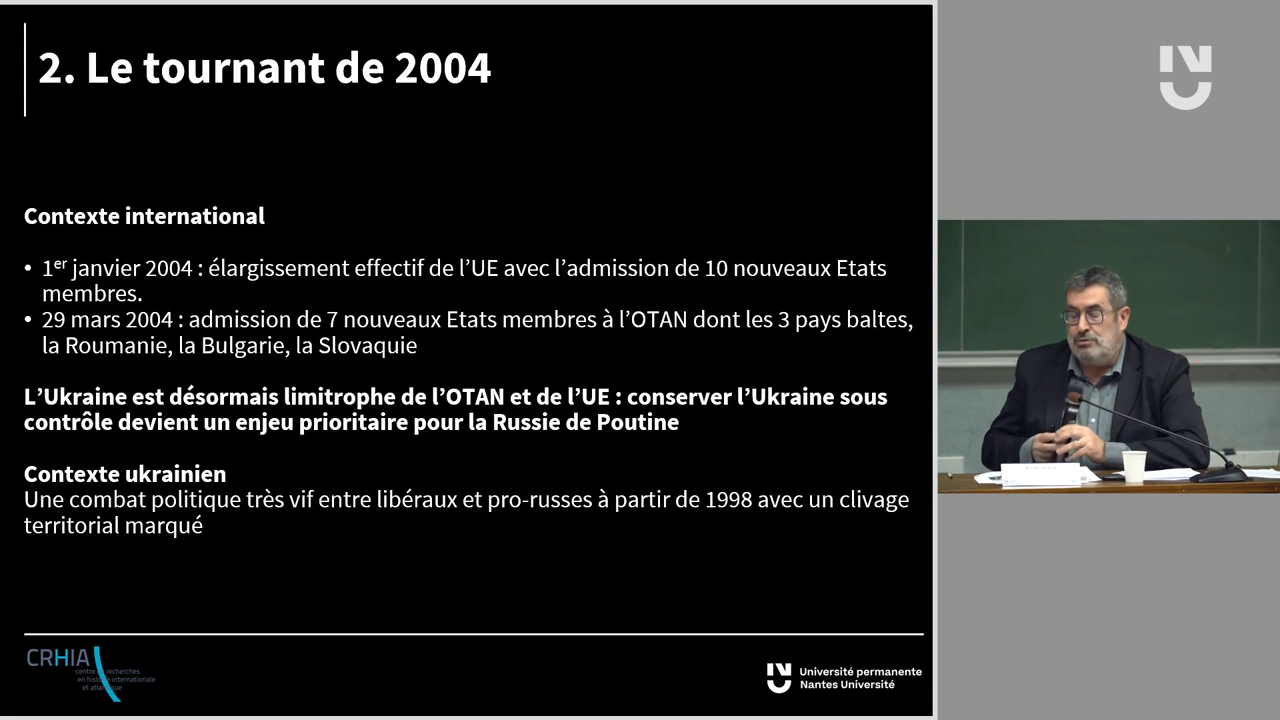 2. Le tournant de 2004
Contexte international
• 1er janvier 2004 : élargissement effectif de l'UE avec l'admission de 10 nouveaux Etats
membres.
• 29 mars 2004 : admission de 7 nouveaux Etats membres à l'OTAN dont les 3 pays baltes,
la Roumanie, la Bulgarie, la Slovaquie
L'Ukraine est désormais limitrophe de l'OTAN et de l'UE : conserver l'Ukraine sous
contrôle devient un enjeu prioritaire pour la Russie de Poutine
Contexte ukrainien
Une combat politique très vif entre libéraux et pro-russes à partir de 1998 avec un clivage
territorial marqué
CRHIA
centre de recherches
en histoire internationale
et atlantique
Université permanente
Nantes Université